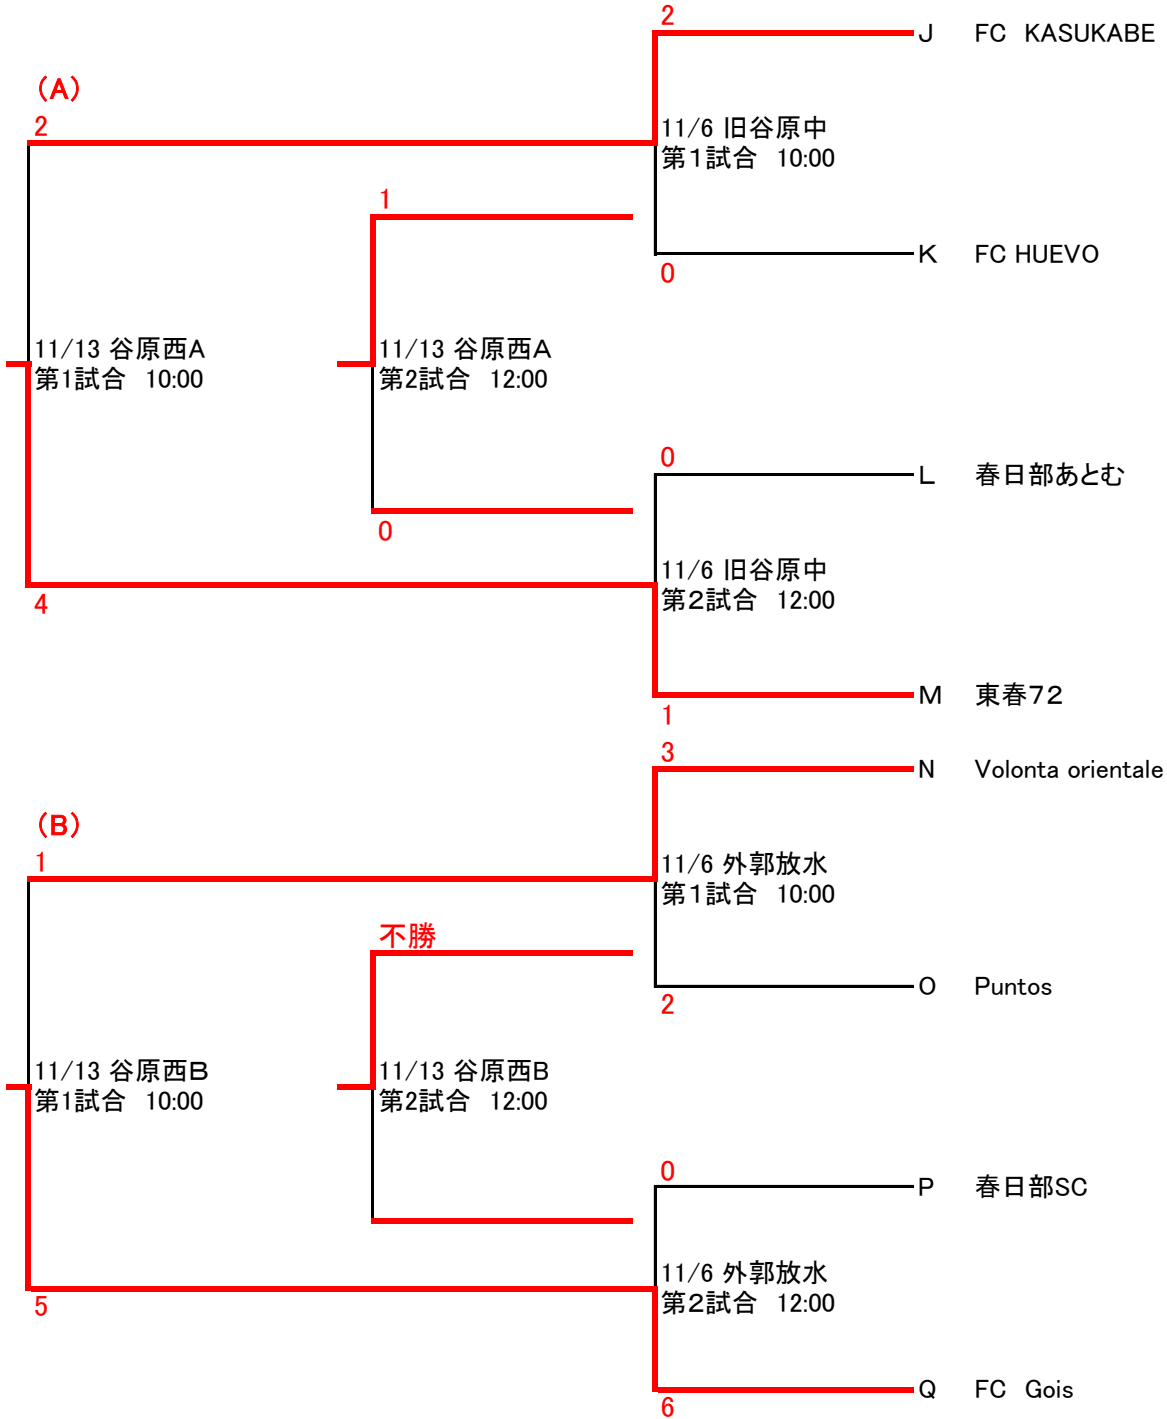 2
J FC KASUKABE
（A）
2
11/6 旧谷原中
第1試合 10:00
1
K FC HUEVO
0
11/13 谷原西A
第1試合 10:00
11/13 谷原西A
第2試合 12:00
0
L 春日部あとむ
0
11/6 旧谷原中
第2試合 12:00
4
M 東春72
1
3
N Volonta orientale
（B）
1
11/6 外郭放水
第1試合 10:00
不勝
O Puntos
2
11/13 谷原西B
第1試合 10:00
11/13 谷原西B
第2試合 12:00
0
P 春日部SC
11/6 外郭放水
第2試合 12:00
5
Q FC Gois
6